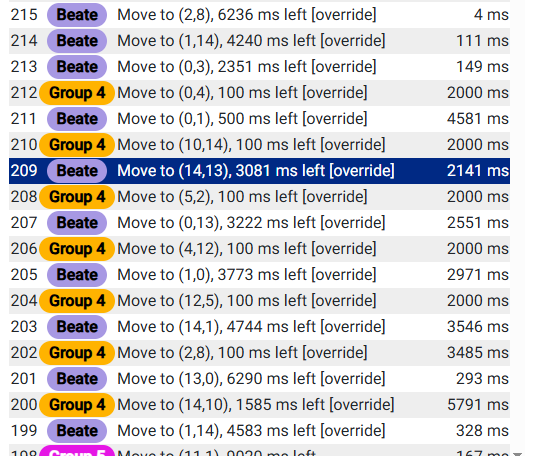 215 Beate Move to (2,8), 6236 ms left [override] 4 ms
214 Beate Move to (1,14), 4240 ms left [override] 111 ms
213 Beate Move to (0,3), 2351 ms left [override] 149 ms
212 Group 4 Move to (0,4), 100 ms left [override] 2000 ms
211 Beate Move to (0,1), 500 ms left [override] 4581 ms
210 Group 4 Move to (10,14), 100 ms left [override] 2000 ms
209 Beate Move to (14,13), 3081 ms left [override] 2141 ms
208 Group 4 Move to (5,2), 100 ms left [override] 2000 ms
207 Beate Move to (0,13), 3222 ms left [override] 2551 ms
206 Group 4 Move to (4,12), 100 ms left [override] 2000 ms
205 Beate Move to (1,0), 3773 ms left [override] 2971 ms
204 Group 4 Move to (12,5), 100 ms left [override] 2000 ms
203 Beate Move to (14,1), 4744 ms left [override] 3546 ms
202 Group 4 Move to (2,8), 100 ms left [override] 3485 ms
201 Beate Move to (13,0), 6290 ms left [override] 293 ms
200 Group 4 Move to (14,10), 1585 ms left [override] 5791 ms
199 Beate Move to (1,14), 4583 ms left [override] 328 ms
198 Group 5 Move to (11,1), ms left 167 ms